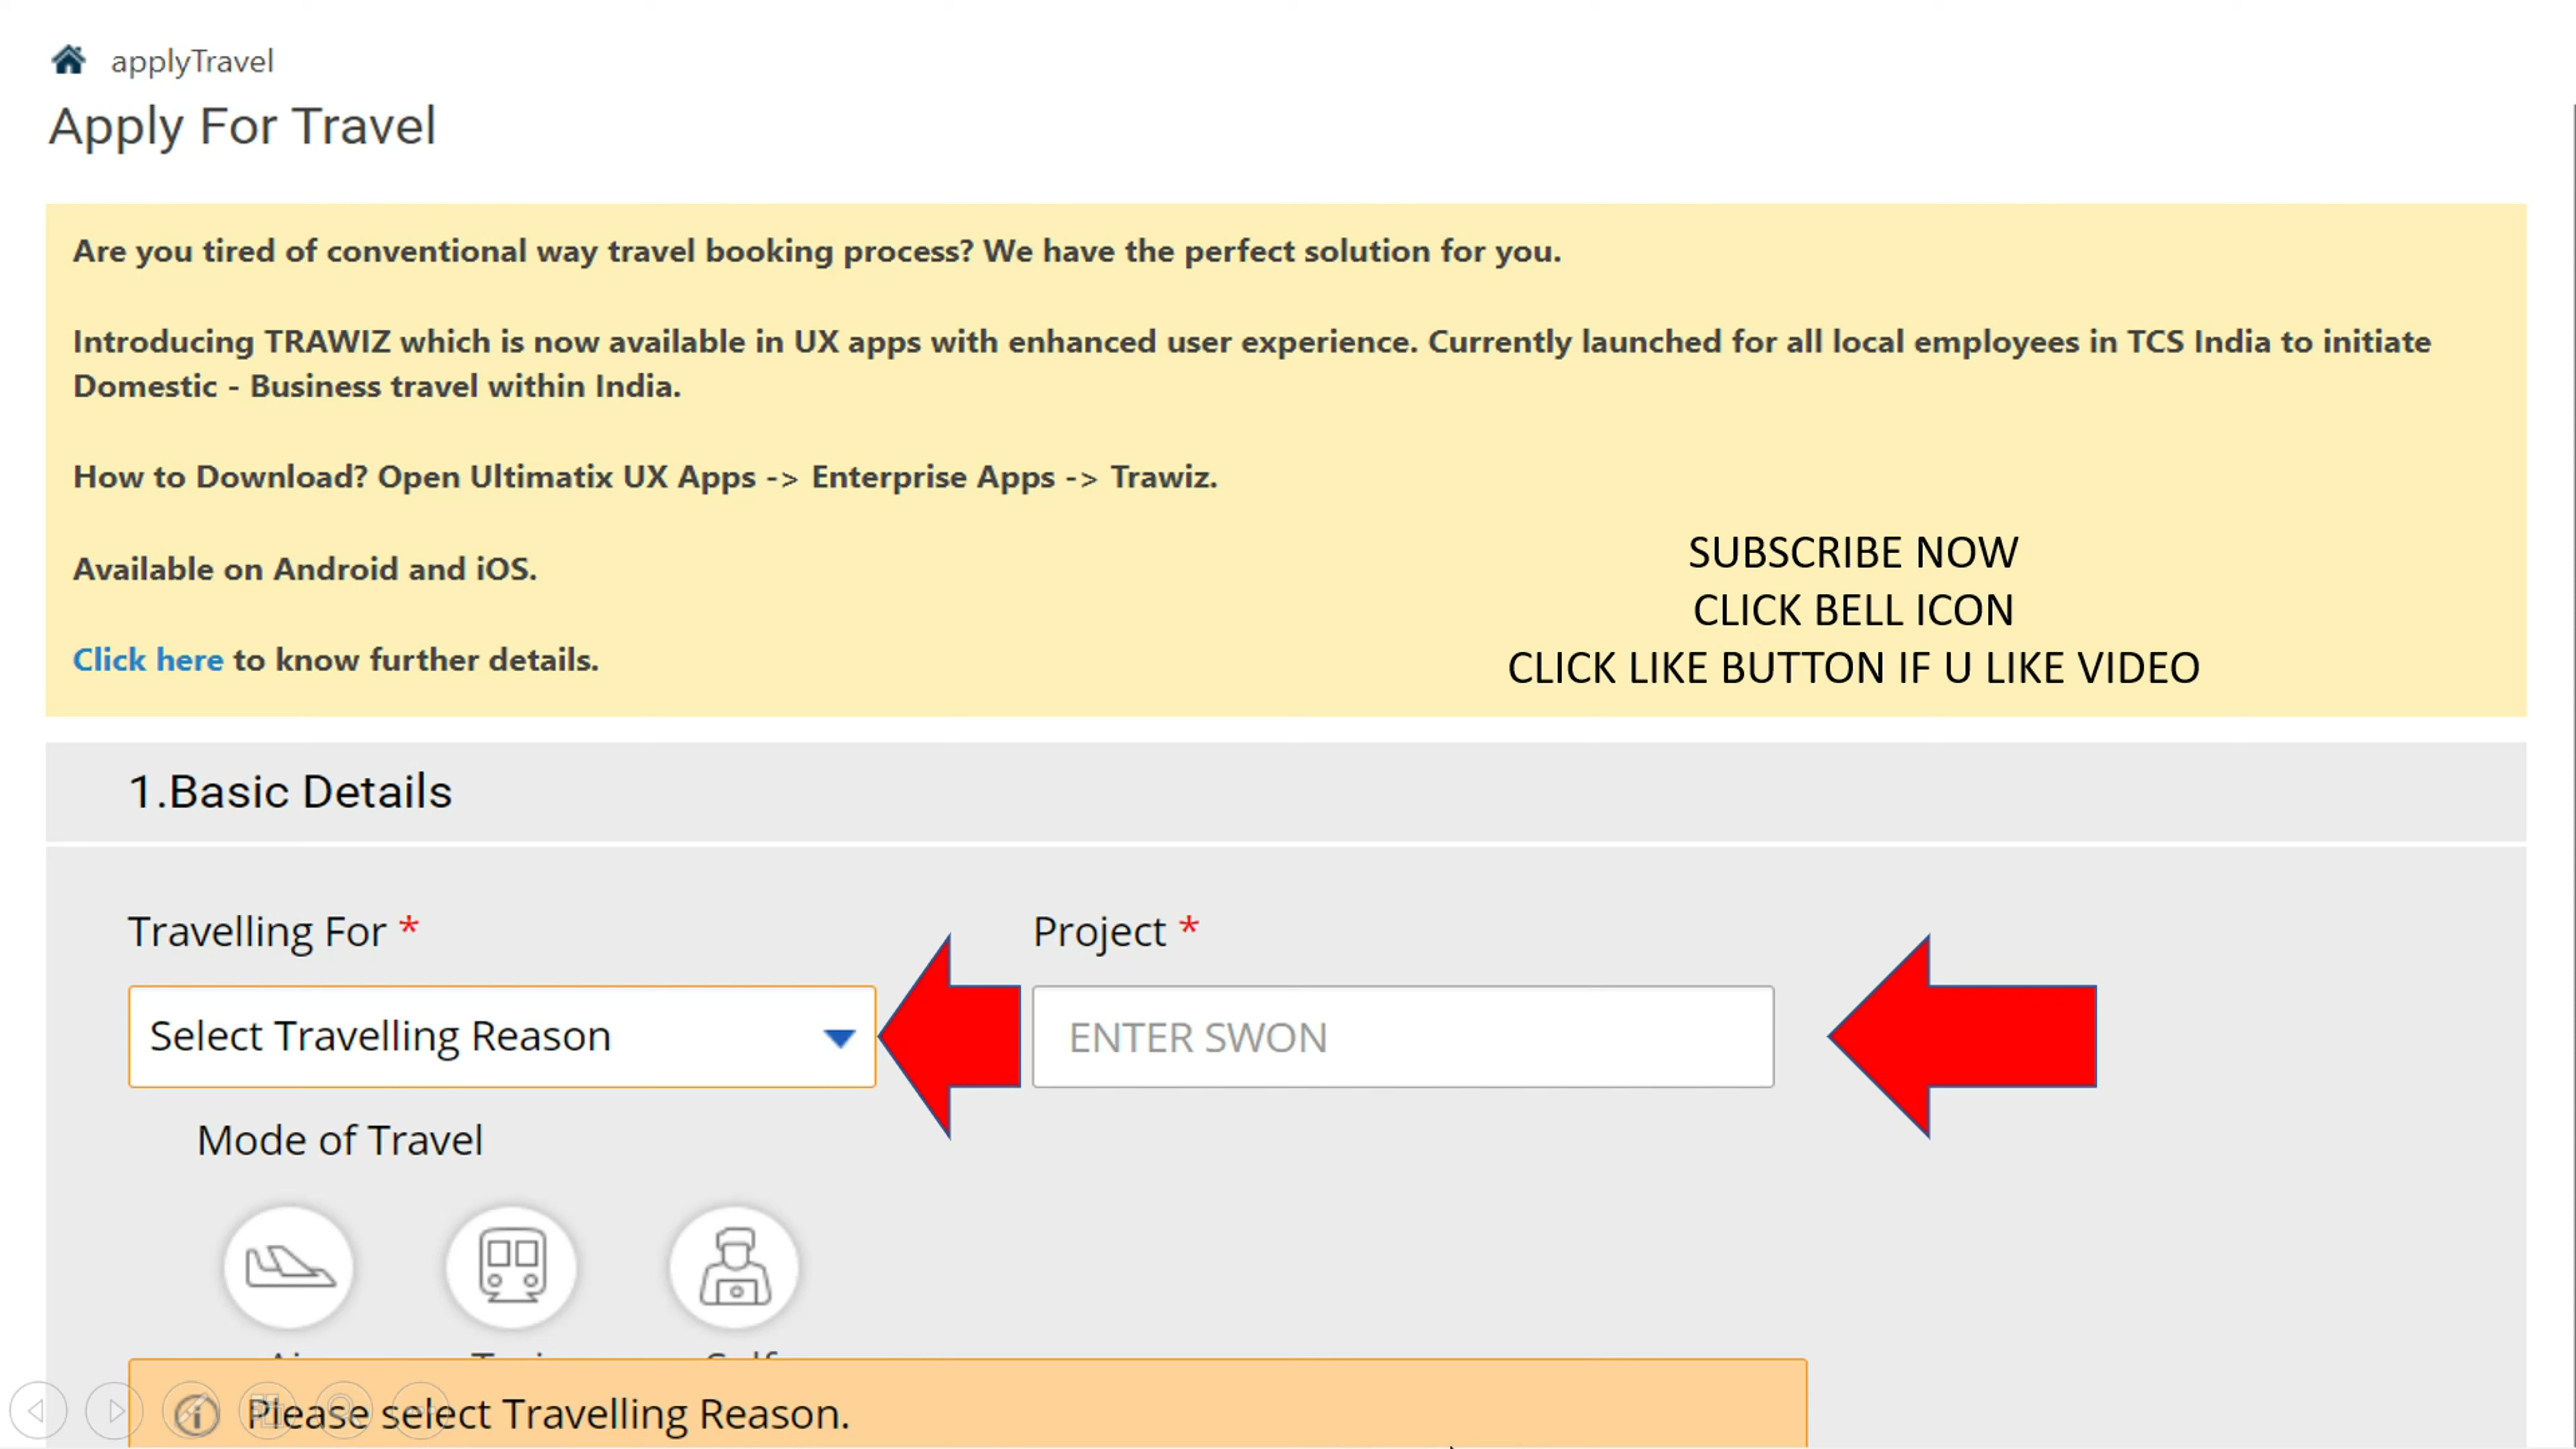 applyTravel
Apply For Travel
Are you tired of conventional way travel booking process? We have the perfect solution for you.
Introducing TRAWIZ which is now available in UX apps with enhanced user experience. Currently launched for all local employees in TCS India to initiate
Domestic - Business travel within India.
How to Download? Open Ultimatix UX Apps -> Enterprise Apps -> Trawiz.
Available on Android and iOS.
Click here to know further details.
SUBSCRIBE NOW
CLICK BELL ICON
CLICK LIKE BUTTON IF U LIKE VIDEO
1.Basic Details
Travelling For *
Project *
Select Travelling Reason
ENTER SWON
Mode of Travel
Please select Travelling Reason.